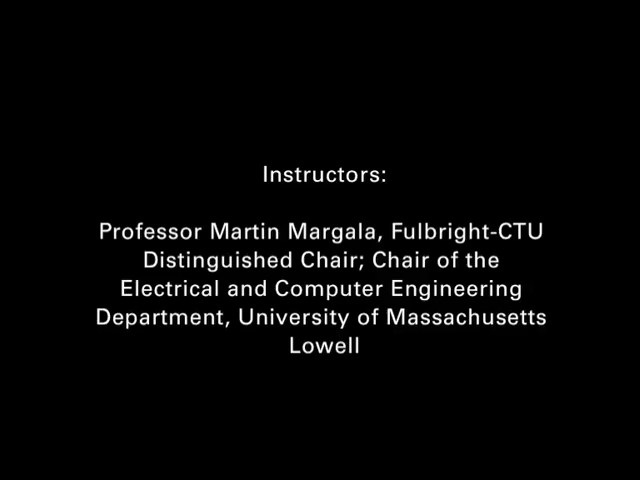 Instructors:
Professor Martin Margala, Fulbright-CTU
Distinguished Chair; Chair of the
Electrical and Computer Engineering
Department, University of Massachusetts
Lowell